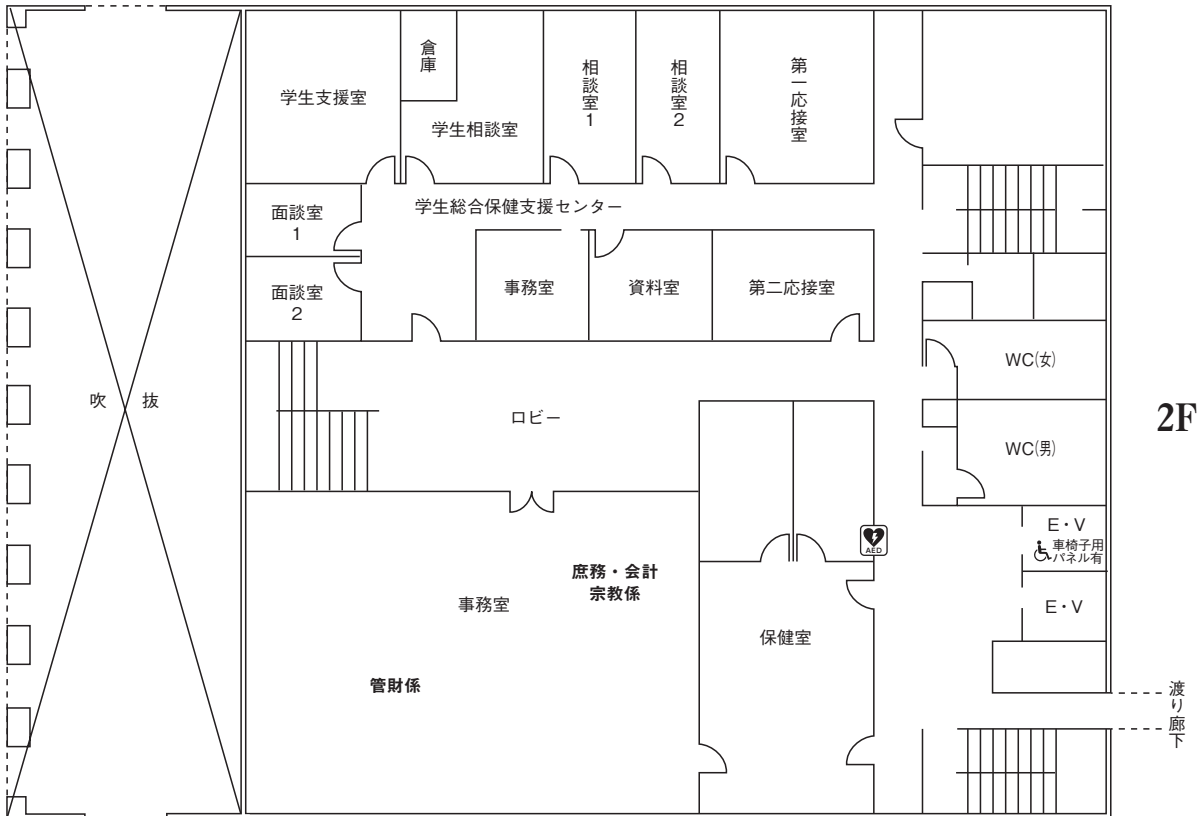 倉庫
学生支援室
学生相談室
相談室1
相談室2
第一応接室
学生総合保健支援センター
面談室
1
面談室
2
事務室
資料室
第二応接室
WC(女)
吹 抜
ロビー
2F
WC(男)
E・V
車椅子用
パネル有
AED
庶務・会計
宗教係
事務室
E・V
保健室
管財係
渡り廊下